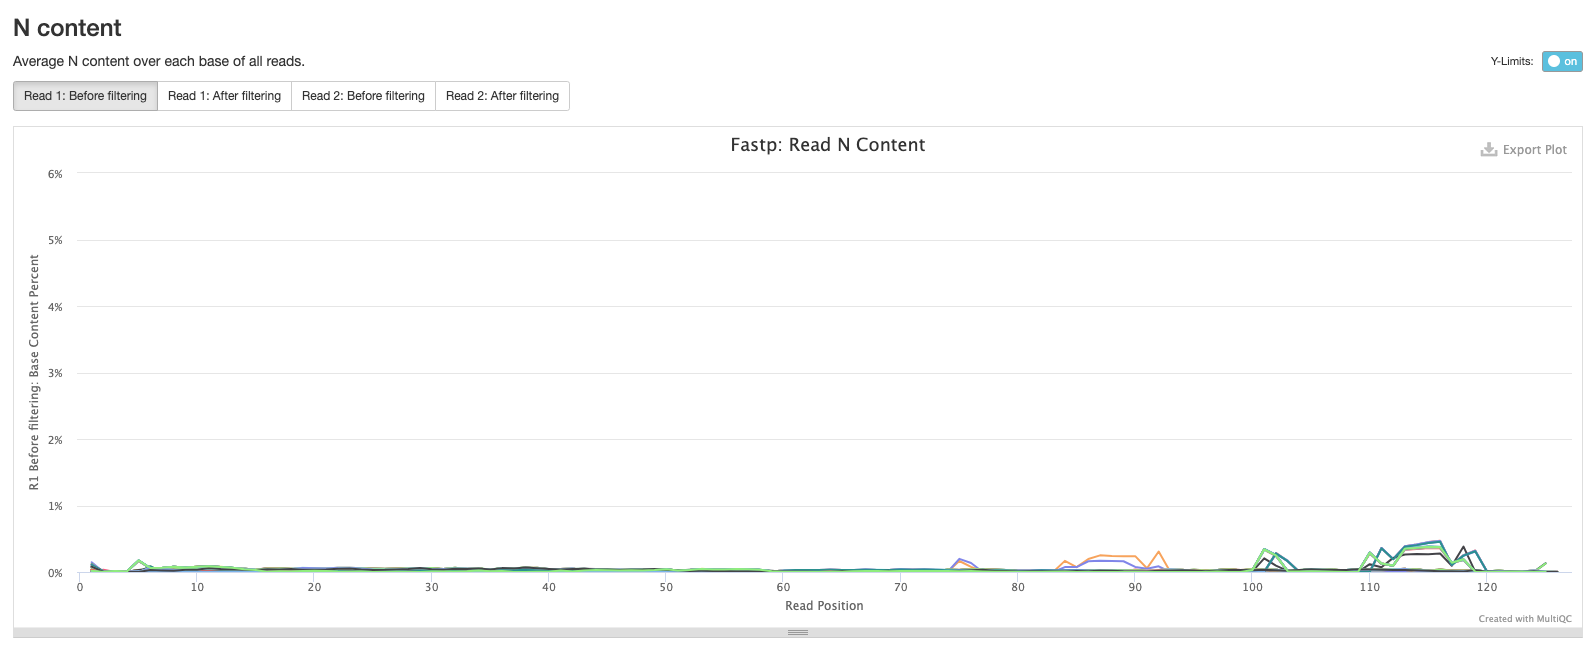 N content
Average N content over each base of all reads.
Y-Limits: on
Read 1: Before filtering Read 1: After filtering Read 2: Before filtering Read 2: After filtering
Fastp: Read N Content
Export Plot
R1 Before filtering: Base Content Percent
6%
5%
4%
3%
2%
1%
0%
0 10 20 30 40 50 60 70 80 90 100 110 120
Read Position
Created with MultiQC